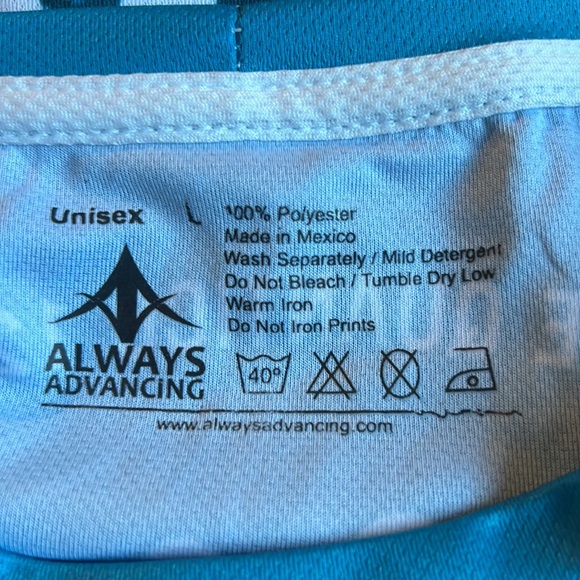 Unisex L
100% Polyester
Made in Mexico
Wash Separately / Mild Detergent
Do Not Bleach / Tumble Dry Low
Warm Iron
Do Not Iron Prints
ALWAYS
ADVANCING
40°
www.alwaysadvancing.com